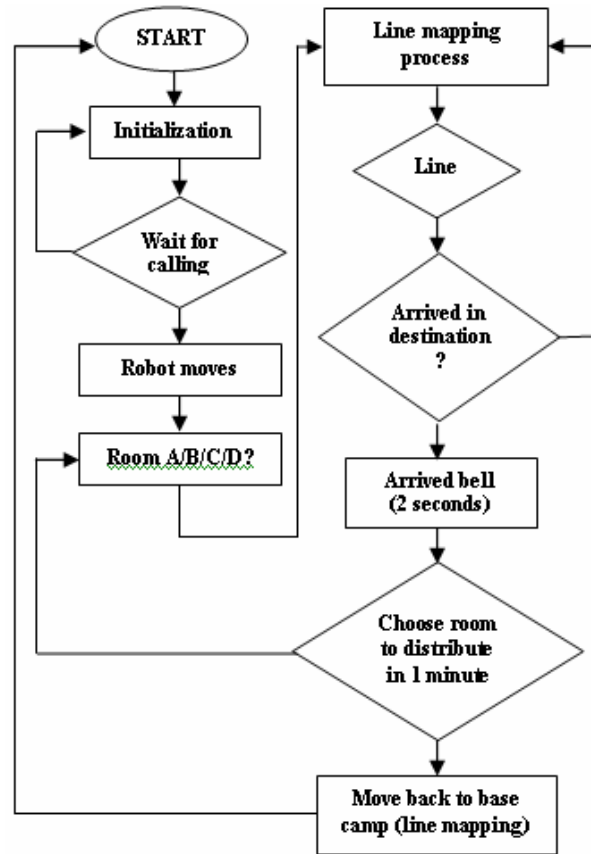 START
Initialization
Wait for
calling
Robot moves
Room A/B/C/D?
Line mapping
process
Line
Arrived in
destination
?
Arrived bell
(2 seconds)
Choose room
to distribute
in 1 minute
Move back to base
camp (line mapping)